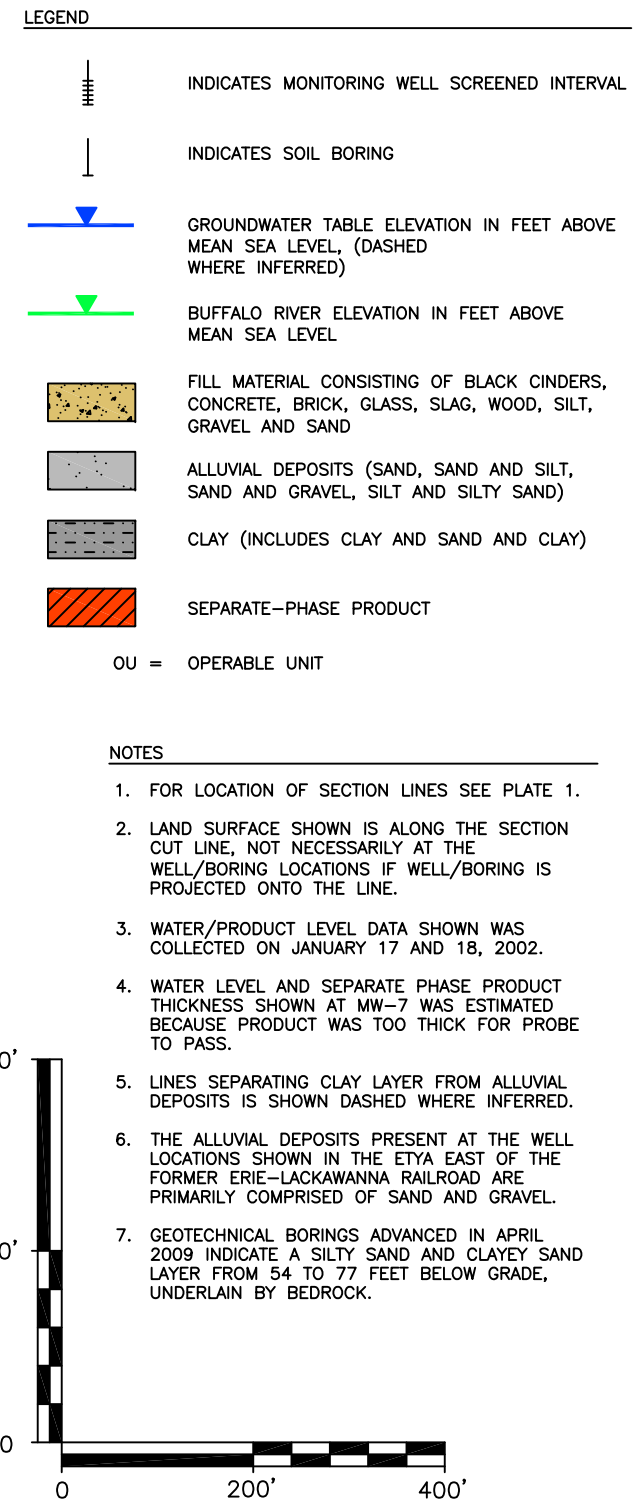 LEGEND
INDICATES MONITORING WELL SCREENED INTERVAL
INDICATES SOIL BORING
GROUNDWATER TABLE ELEVATION IN FEET ABOVE
MEAN SEA LEVEL, (DASHED
WHERE INFERRED)
BUFFALO RIVER ELEVATION IN FEET ABOVE
MEAN SEA LEVEL
FILL MATERIAL CONSISTING OF BLACK CINDERS,
CONCRETE, BRICK, GLASS, SLAG, WOOD, SILT,
GRAVEL AND SAND
ALLUVIAL DEPOSITS (SAND, SAND AND SILT,
SAND AND GRAVEL, SILT AND SILTY SAND)
CLAY (INCLUDES CLAY AND SAND AND CLAY)
SEPARATE-PHASE PRODUCT
OU = OPERABLE UNIT
NOTES
1. FOR LOCATION OF SECTION LINES SEE PLATE 1.
2. LAND SURFACE SHOWN IS ALONG THE SECTION
CUT LINE, NOT NECESSARILY AT THE
WELL/BORING LOCATIONS IF WELL/BORING IS
PROJECTED ONTO THE LINE.
3. WATER/PRODUCT LEVEL DATA SHOWN WAS
COLLECTED ON JANUARY 17 AND 18, 2002.
4. WATER LEVEL AND SEPARATE PHASE PRODUCT
THICKNESS SHOWN AT MW-7 WAS ESTIMATED
BECAUSE PRODUCT WAS TOO THICK FOR PROBE
TO PASS.
5. LINES SEPARATING CLAY LAYER FROM ALLUVIAL
DEPOSITS IS SHOWN DASHED WHERE INFERRED.
6. THE ALLUVIAL DEPOSITS PRESENT AT THE WELL
LOCATIONS SHOWN IN THE ETYA EAST OF THE
FORMER ERIE-LACKAWANNA RAILROAD ARE
PRIMARILY COMPRISED OF SAND AND GRAVEL.
7. GEOTECHNICAL BORINGS ADVANCED IN APRIL
2009 INDICATE A SILTY SAND AND CLAYEY SAND
LAYER FROM 54 TO 77 FEET BELOW GRADE,
UNDERLAIN BY BEDROCK.
0'
0'
0
0 200' 400'